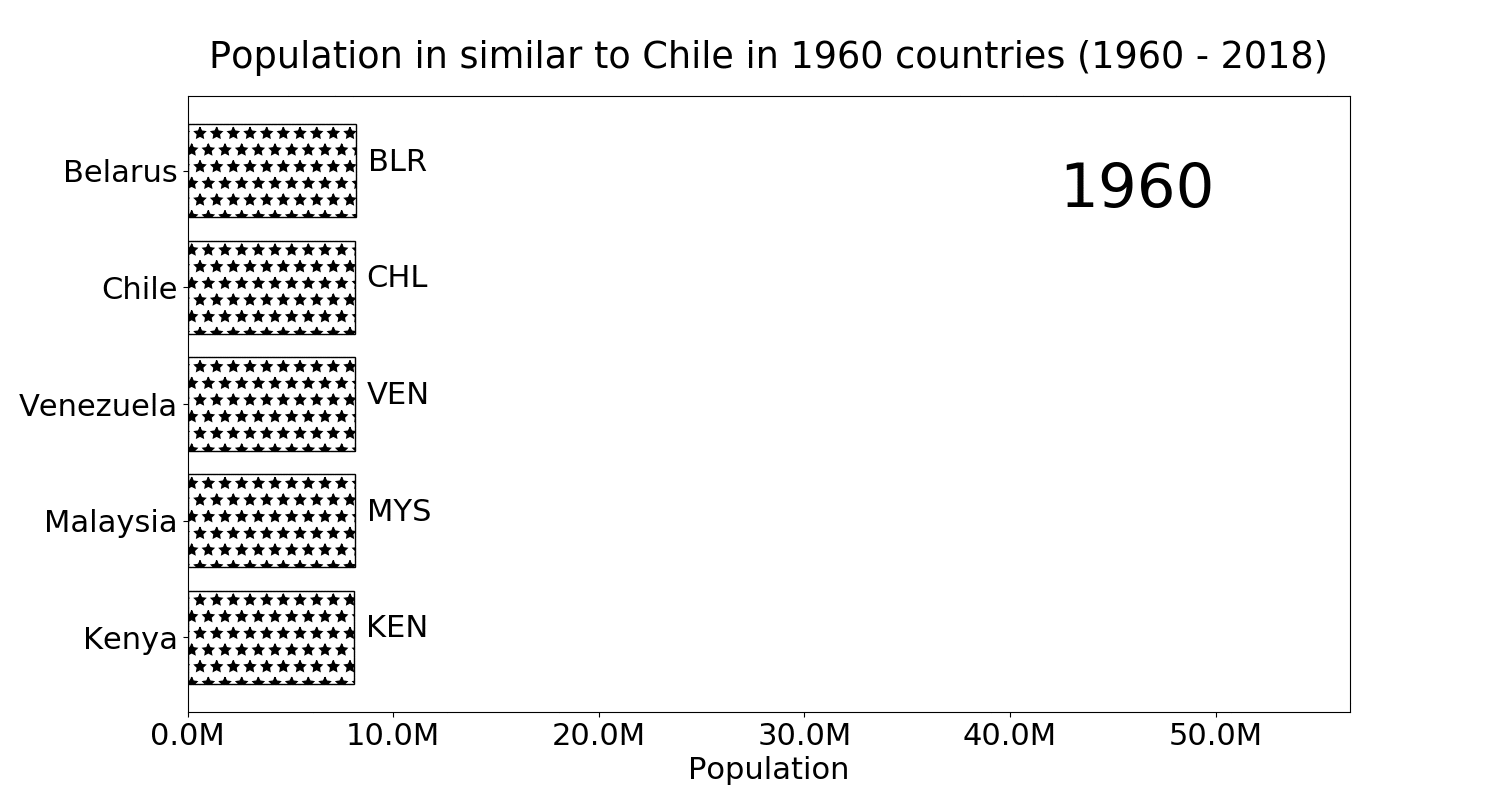 Population in similar to Chile in 1960 countries (1960 - 2018)
Belarus BLR 1960
Chile CHL
Venezuela VEN
Malaysia MYS
Kenya KEN
0.0M 10.0M 20.0M 30.0M 40.0M 50.0M
Population